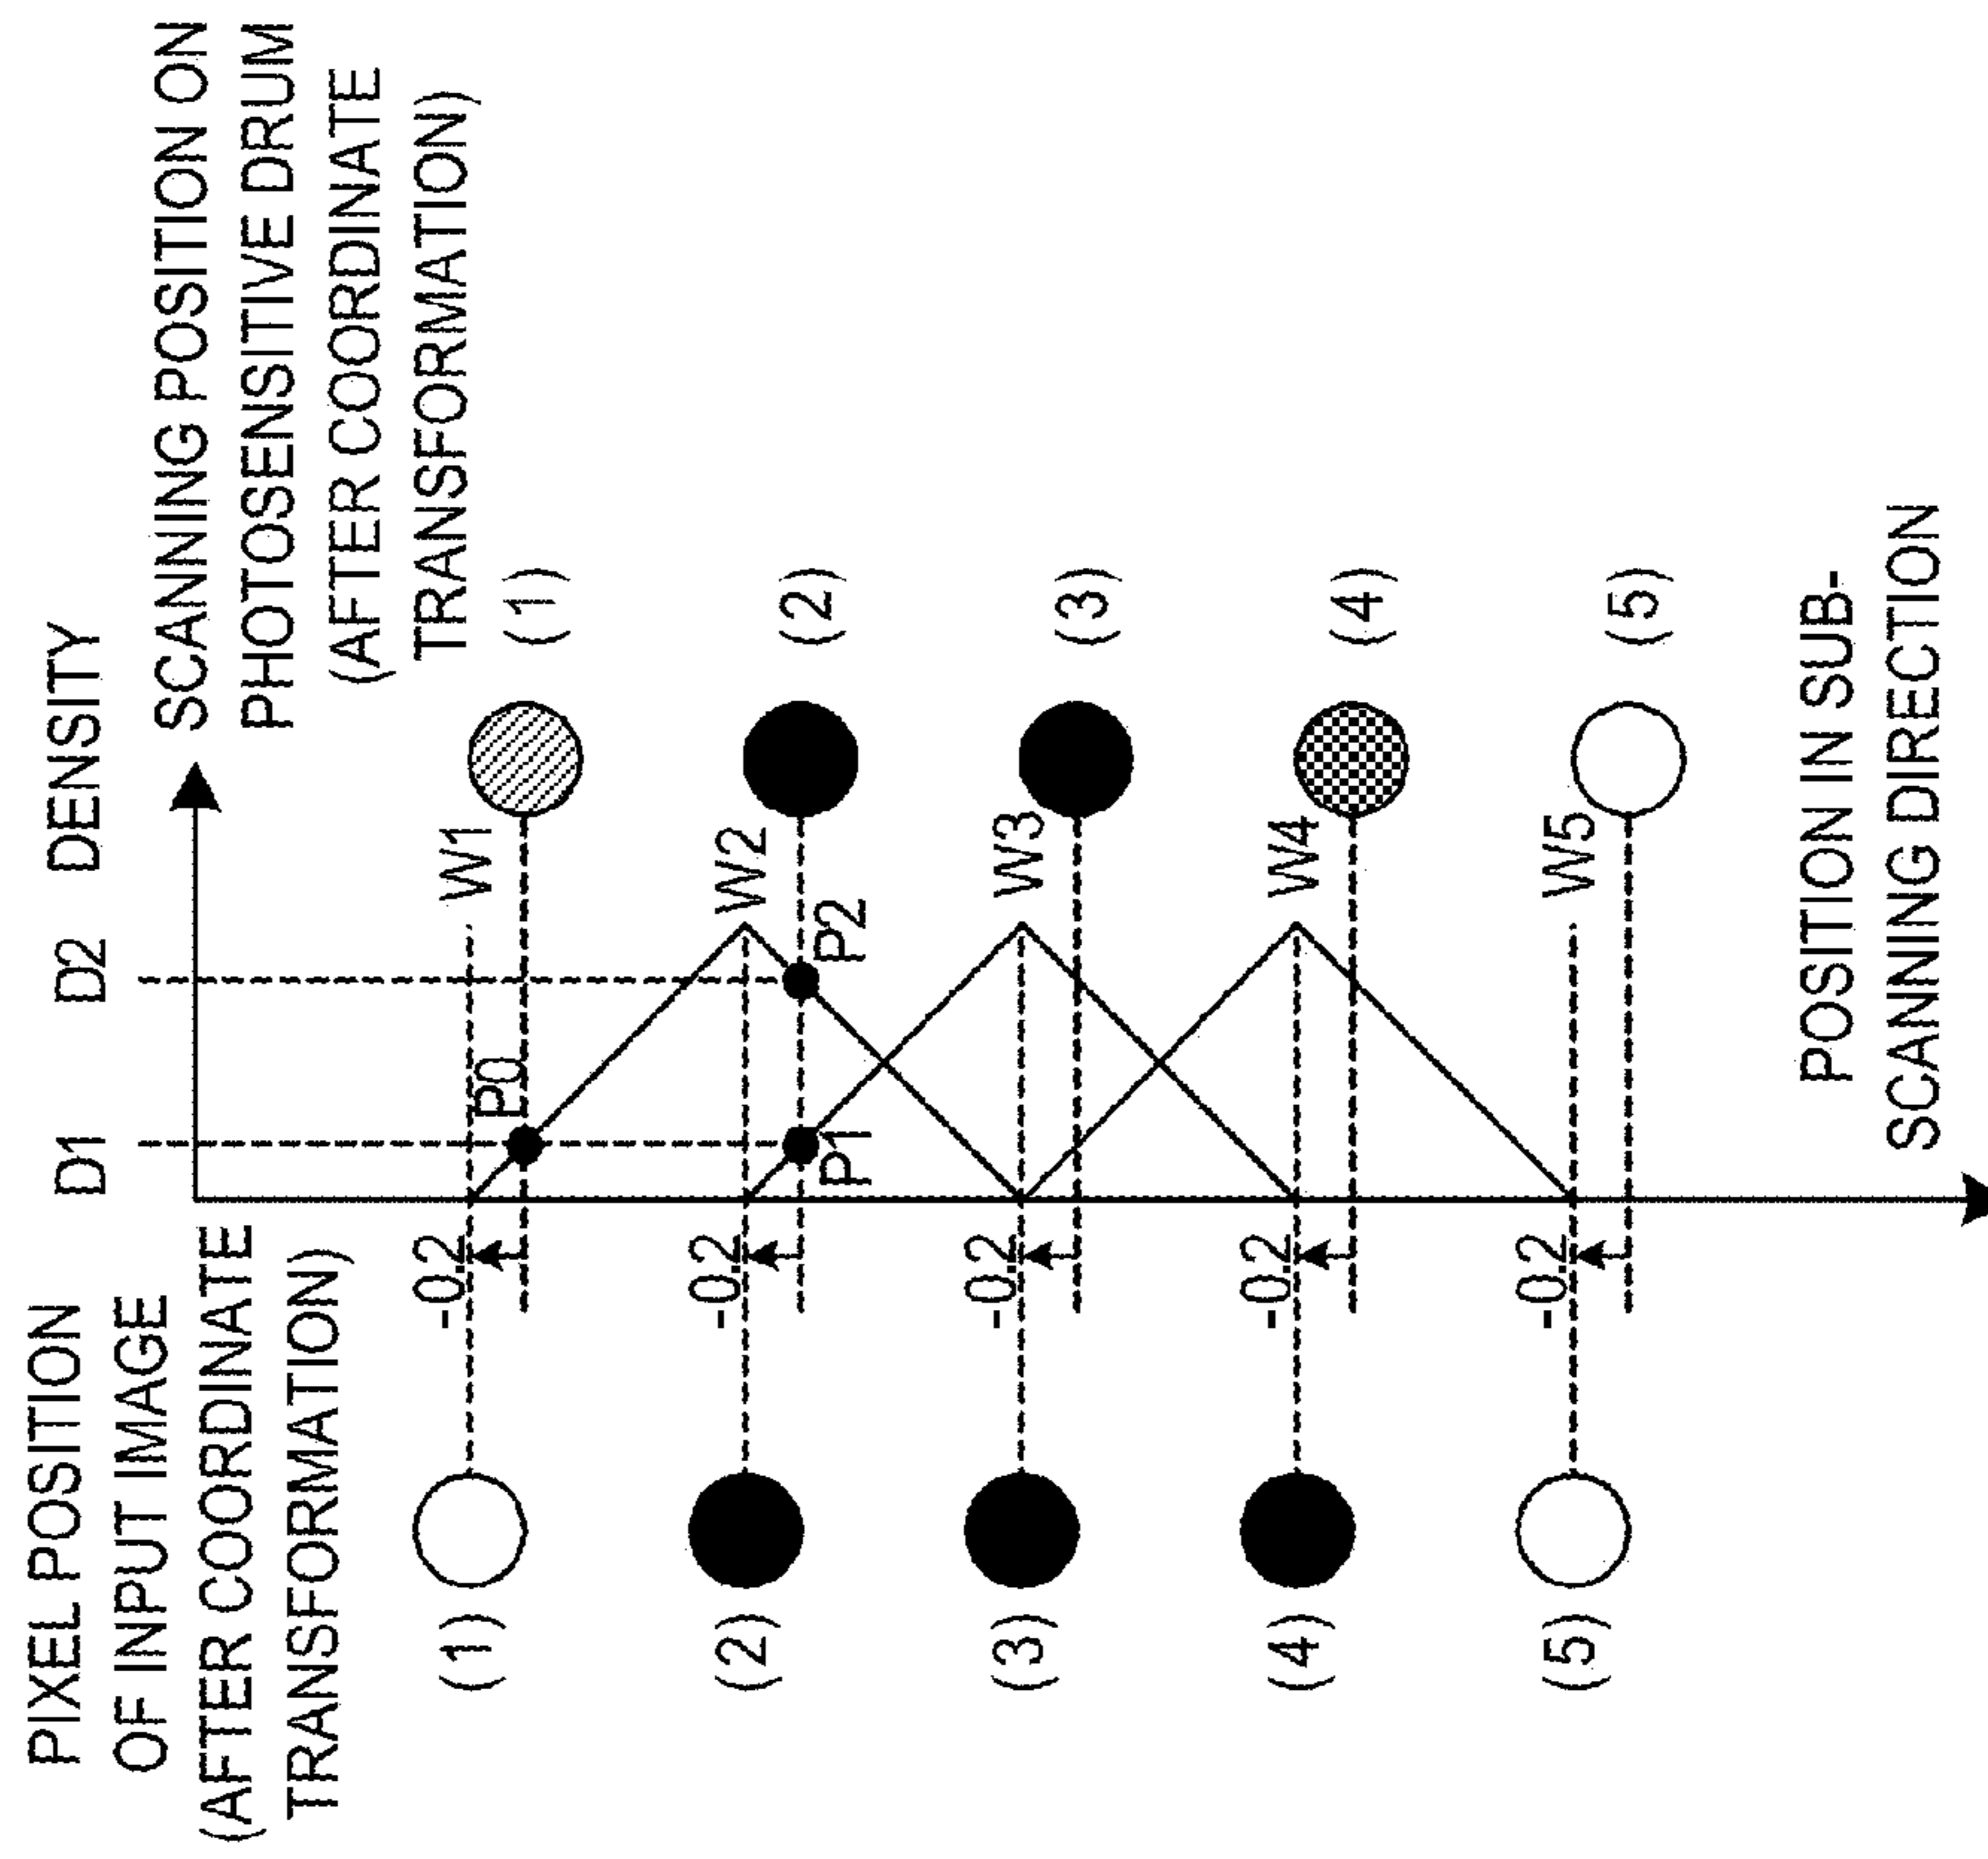 PIXEL POSITION
OF INPUT IMAGE
(AFTER COORDINATE
TRANSFORMATION)
D1
D2
DENSITY
SCANNING POSITION ON
PHOTOSENSITIVE DRUM
(AFTER COORDINATE
TRANSFORMATION)
(1)
-0.2
P0
W1
(1)
(2)
-0.2
P1
P2
W2
(2)
(3)
-0.2
W3
(3)
(4)
-0.2
W4
(4)
(5)
-0.2
W5
(5)
POSITION IN SUB-
SCANNING DIRECTION